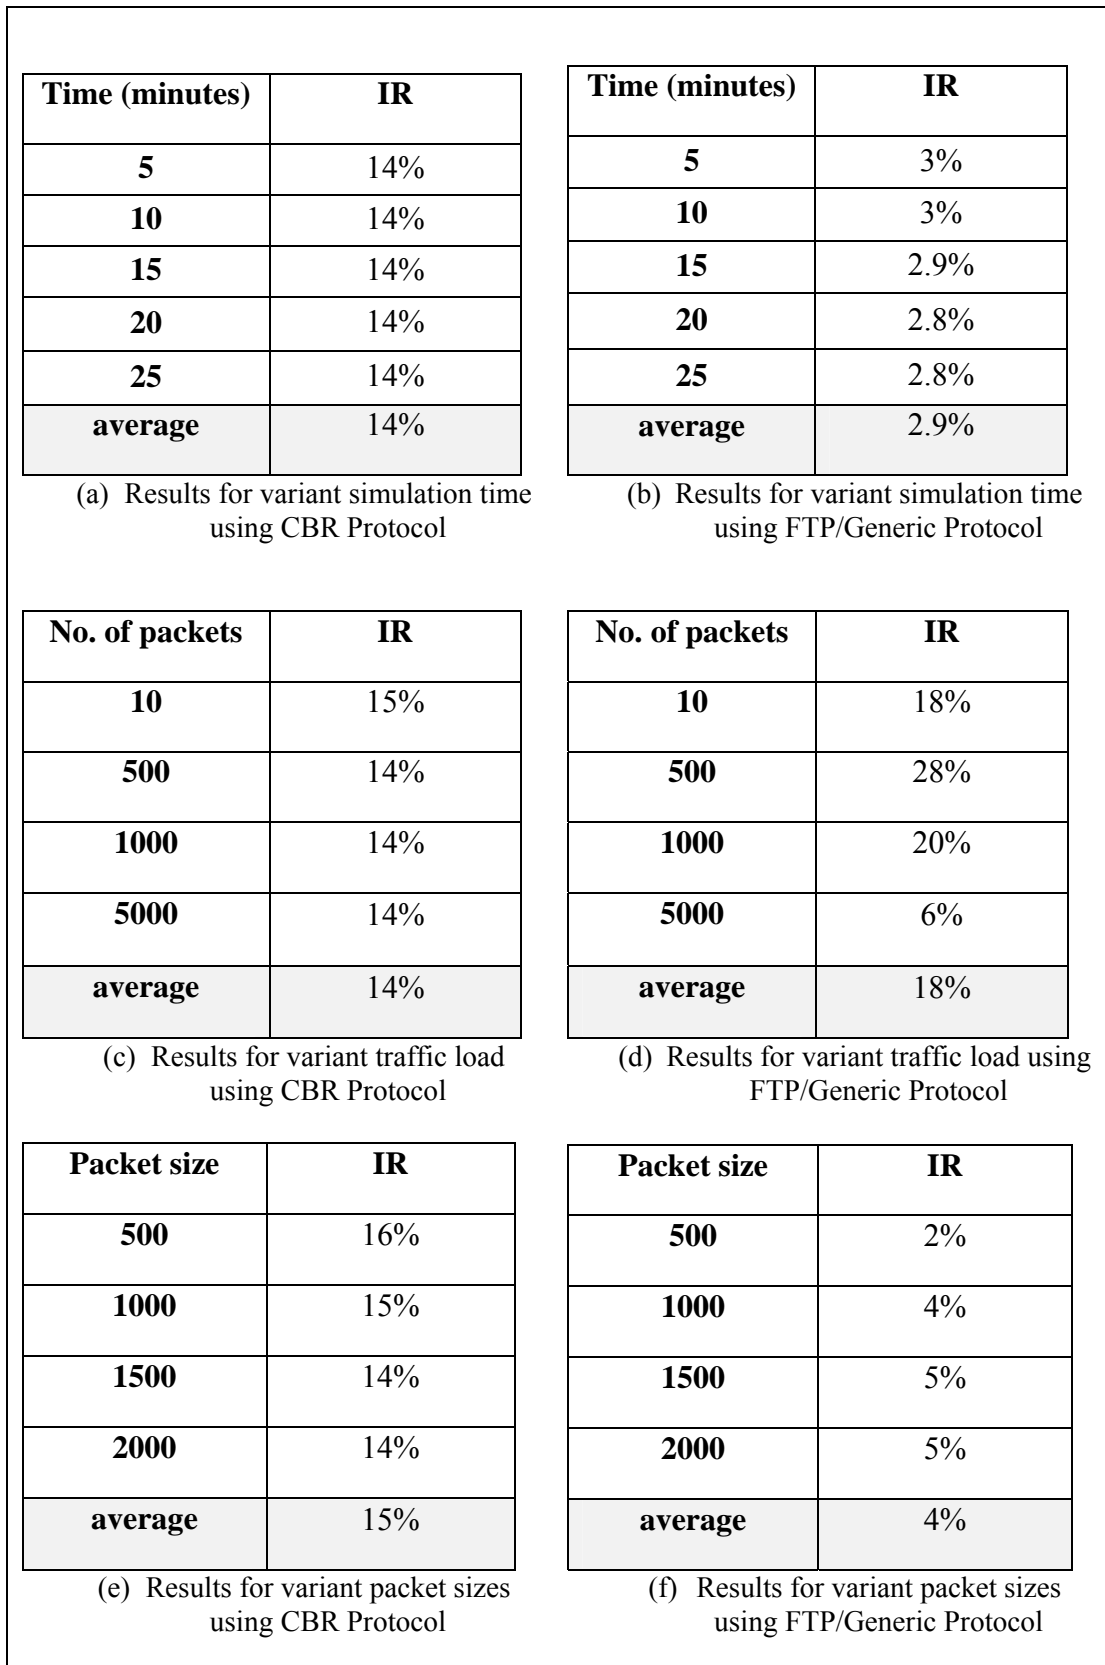 Time (minutes) IR
5 14%
10 14%
15 14%
20 14%
25 14%
average 14%
(a) Results for variant simulation time
using CBR Protocol
Time (minutes) IR
5 3%
10 3%
15 2.9%
20 2.8%
25 2.8%
average 2.9%
(b) Results for variant simulation time
using FTP/Generic Protocol
No. of packets IR
10 15%
500 14%
1000 14%
5000 14%
average 14%
(c) Results for variant traffic load
using CBR Protocol
No. of packets IR
10 18%
500 28%
1000 20%
5000 6%
average 18%
(d) Results for variant traffic load using
FTP/Generic Protocol
Packet size IR
500 16%
1000 15%
1500 14%
2000 14%
average 15%
(e) Results for variant packet sizes
using CBR Protocol
Packet size IR
500 2%
1000 4%
1500 5%
2000 5%
average 4%
(f) Results for variant packet sizes
using FTP/Generic Protocol